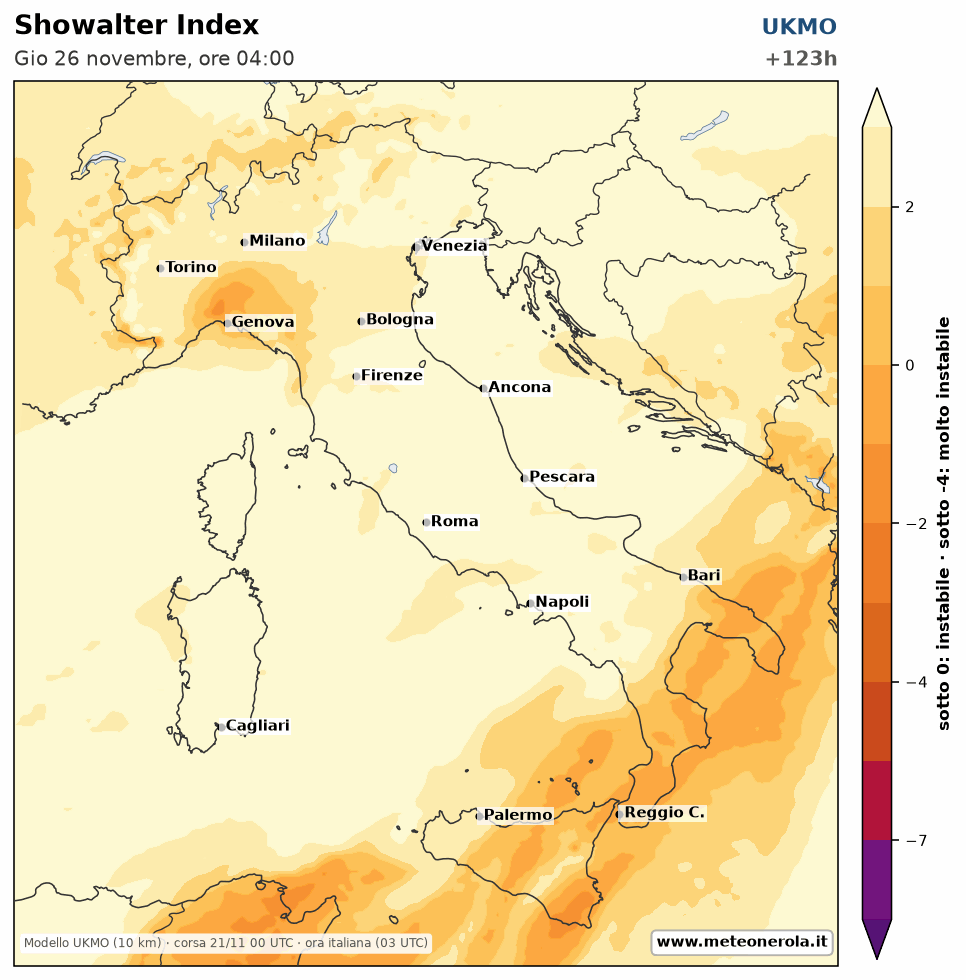 Showalter Index
UKMO
Gio 26 novembre, ore 04:00
+123h
Milano
Venezia
Torino
Genova
Bologna
Firenze
Ancona
Pescara
Roma
Bari
Napoli
Cagliari
Palermo
Reggio C.
2
0
−2
−4
−7
sotto 0: instabile · sotto -4: molto instabile
Modello UKMO (10 km) · corsa 21/11 00 UTC · ora italiana (03 UTC)
www.meteonerola.it